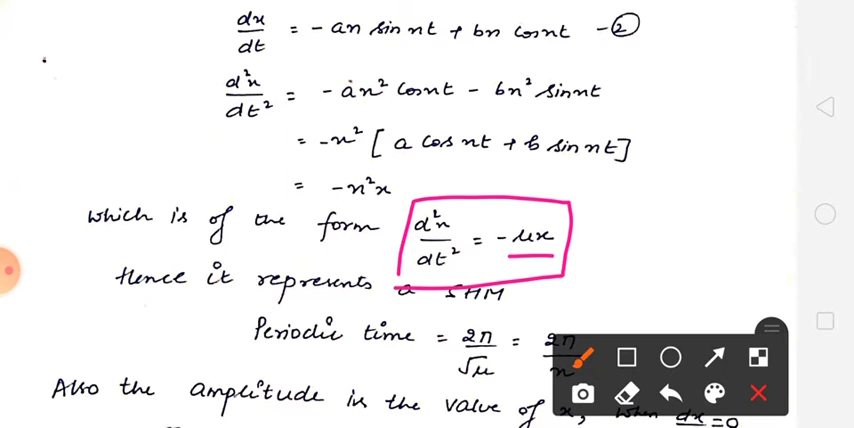 dx/dt = - an sin nt + bn cos nt - ②
d²x/dt² = - an² cos nt - bn² sin nt
= - n² [ a cos nt + b sin nt ]
= - n²x
which is of the form d²x/dt² = - μx
Hence it represents a SHM
Periodic time = 2π/√μ = 2π/n
Also the amplitude is the value of x, when dx/dt = 0